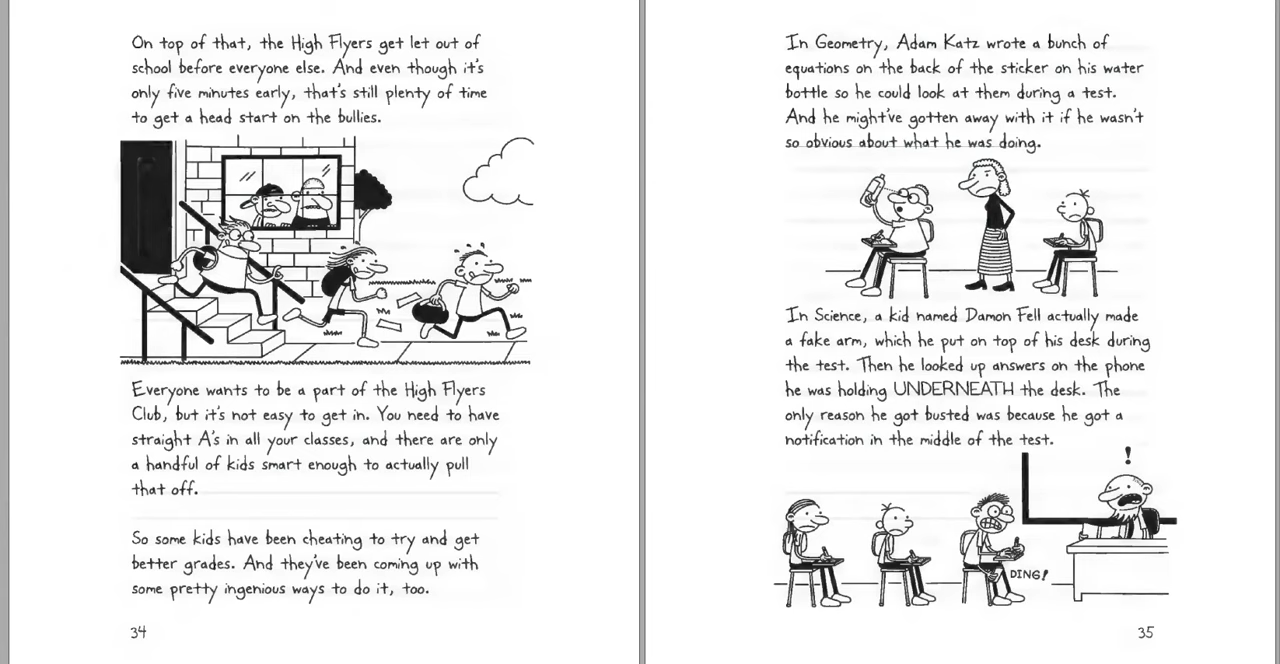 On top of that, the High Flyers get let out of
school before everyone else. And even though it's
only five minutes early, that's still plenty of time
to get a head start on the bullies.
Everyone wants to be a part of the High Flyers
Club, but it's not easy to get in. You need to have
straight A's in all your classes, and there are only
a handful of kids smart enough to actually pull
that off.
So some kids have been cheating to try and get
better grades. And they've been coming up with
some pretty ingenious ways to do it, too.
34
In Geometry, Adam Katz wrote a bunch of
equations on the back of the sticker on his water
bottle so he could look at them during a test.
And he might've gotten away with it if he wasn't
so obvious about what he was doing.
In Science, a kid named Damon Fell actually made
a fake arm, which he put on top of his desk during
the test. Then he looked up answers on the phone
he was holding UNDERNEATH the desk. The
only reason he got busted was because he got a
notification in the middle of the test.
!
DING!
35